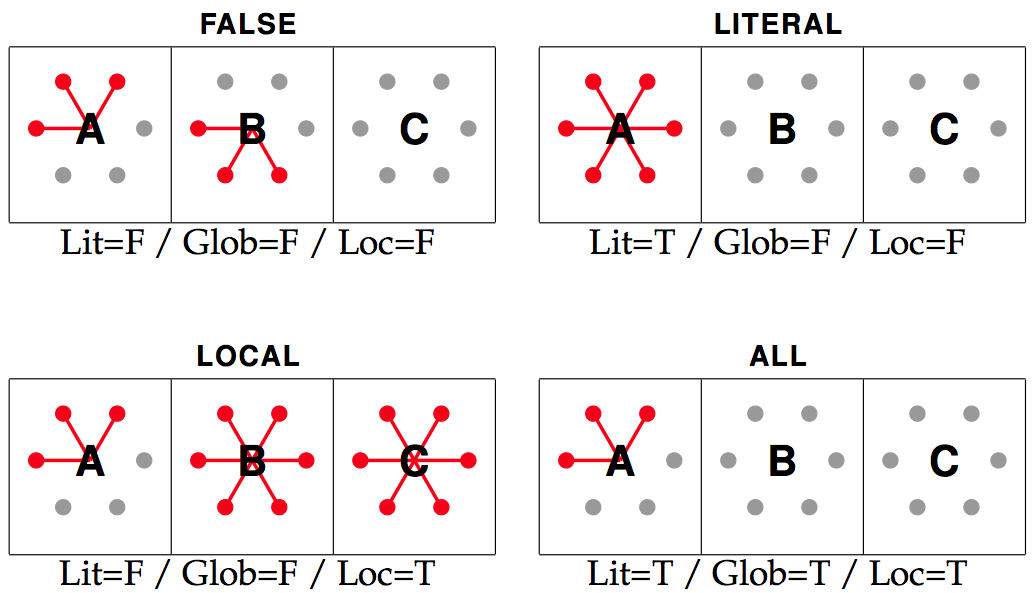 FALSE
LITERAL
A B C
A B C
Lit=F / Glob=F / Loc=F
Lit=T / Glob=F / Loc=F
LOCAL
ALL
A B C
A B C
Lit=F / Glob=F / Loc=T
Lit=T / Glob=T / Loc=T